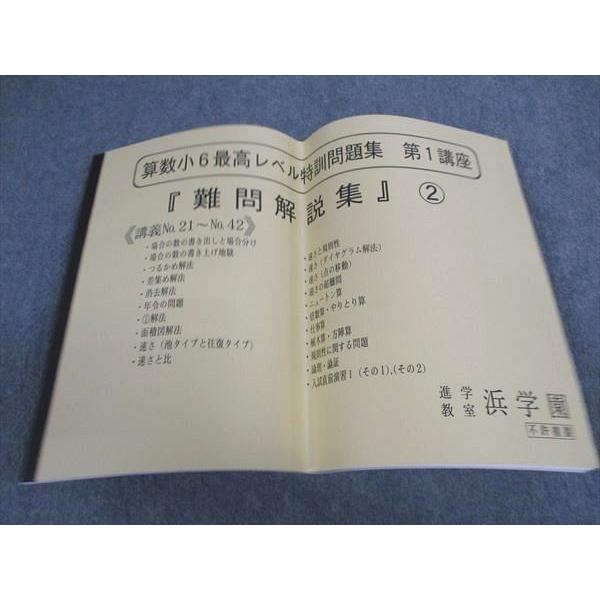 算数小6最高レベル特訓問題集 第1講座
『難問解説集』②
《講義No.21～No.42》
・場合の数の書き出しと場合分け
・場合の数の書き上げ地獄
・つるかめ解法
・差集め解法
・消去解法
・年令の問題
・①解法
・面積図解法
・速さ（池タイプと往復タイプ）
・速さと比
・速さと規則性
・速さ（ダイヤグラム解法）
・速さ（点の移動）
・速さの超難問
・ニュートン算
・倍数算・やりとり算
・仕事算
・植木算・方陣算
・規則性に関する問題
・論理・論証
・入試直前演習1（その1),（その2）
進学教室 浜学園
不許複製